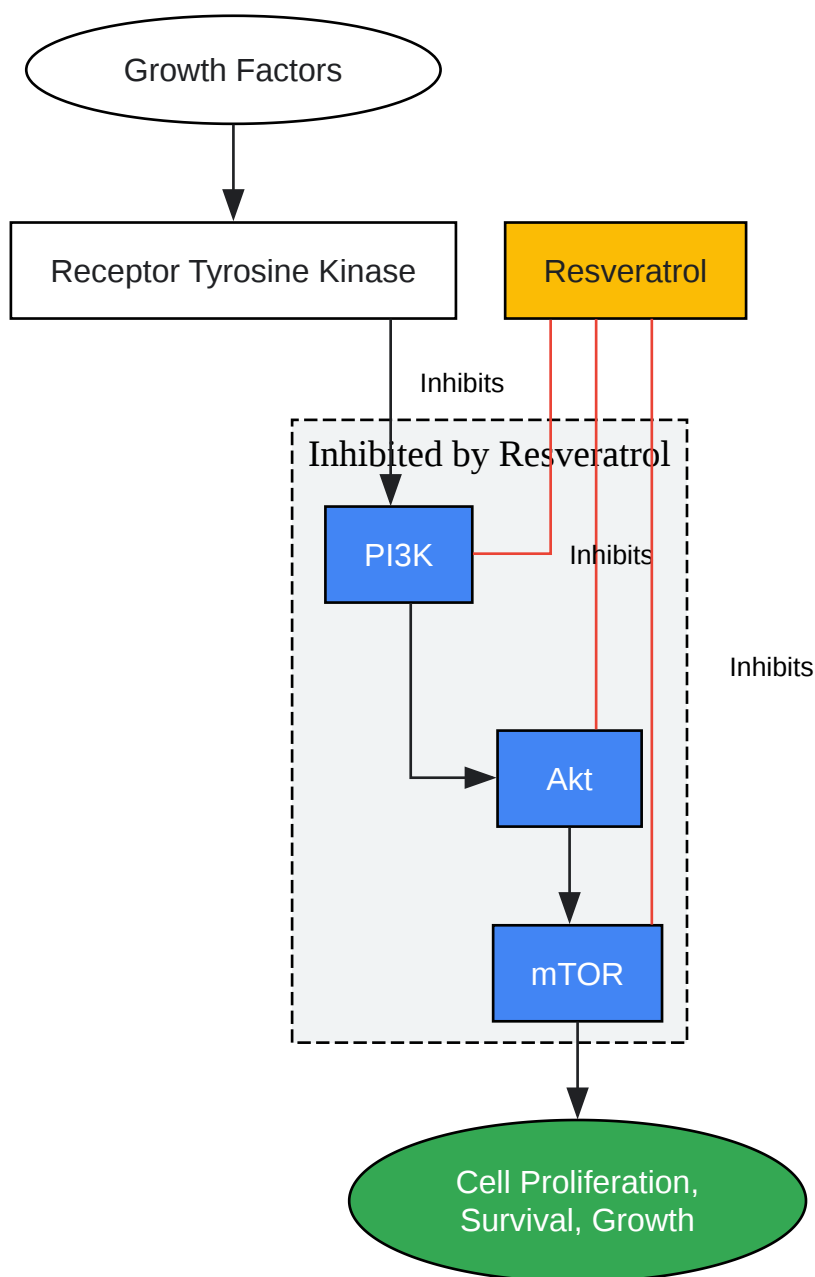 Growth Factors
Receptor Tyrosine Kinase
Resveratrol
Inhibits
Inhibited by Resveratrol
PI3K
Inhibits
Inhibits
Akt
mTOR
Cell Proliferation,
Survival, Growth